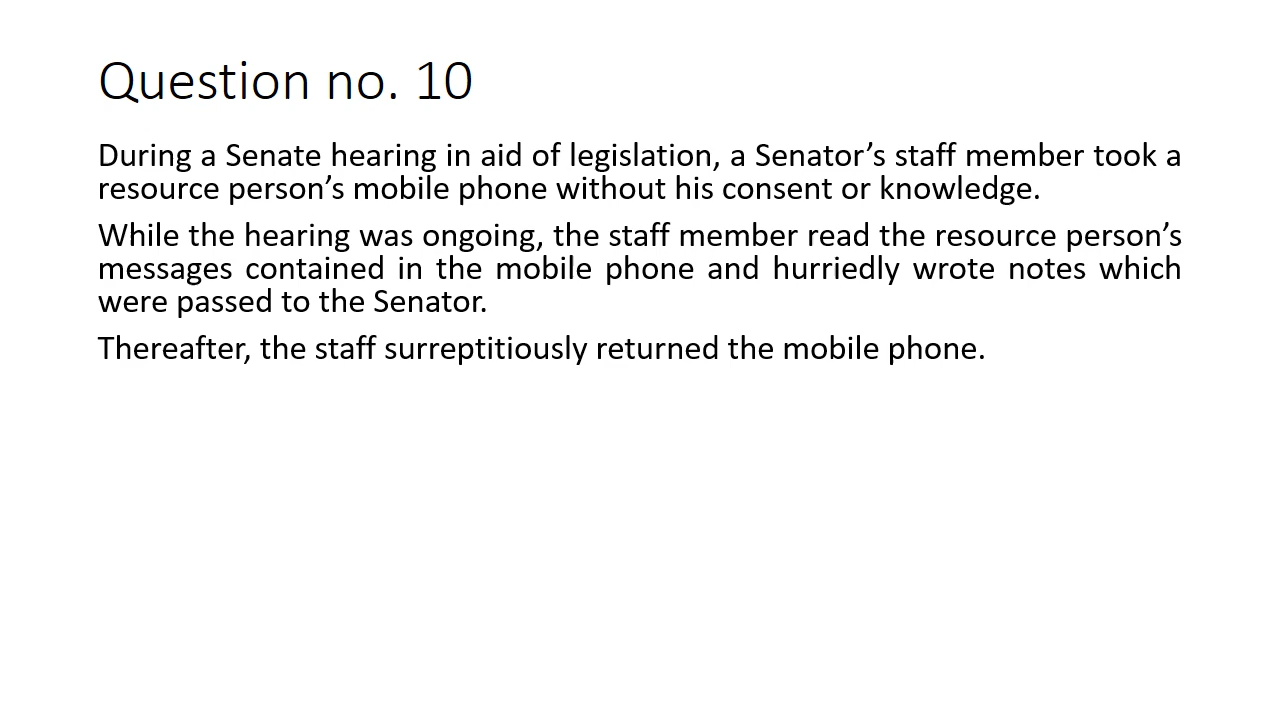 Question no. 10
During a Senate hearing in aid of legislation, a Senator’s staff member took a
resource person’s mobile phone without his consent or knowledge.
While the hearing was ongoing, the staff member read the resource person’s
messages contained in the mobile phone and hurriedly wrote notes which
were passed to the Senator.
Thereafter, the staff surreptitiously returned the mobile phone.